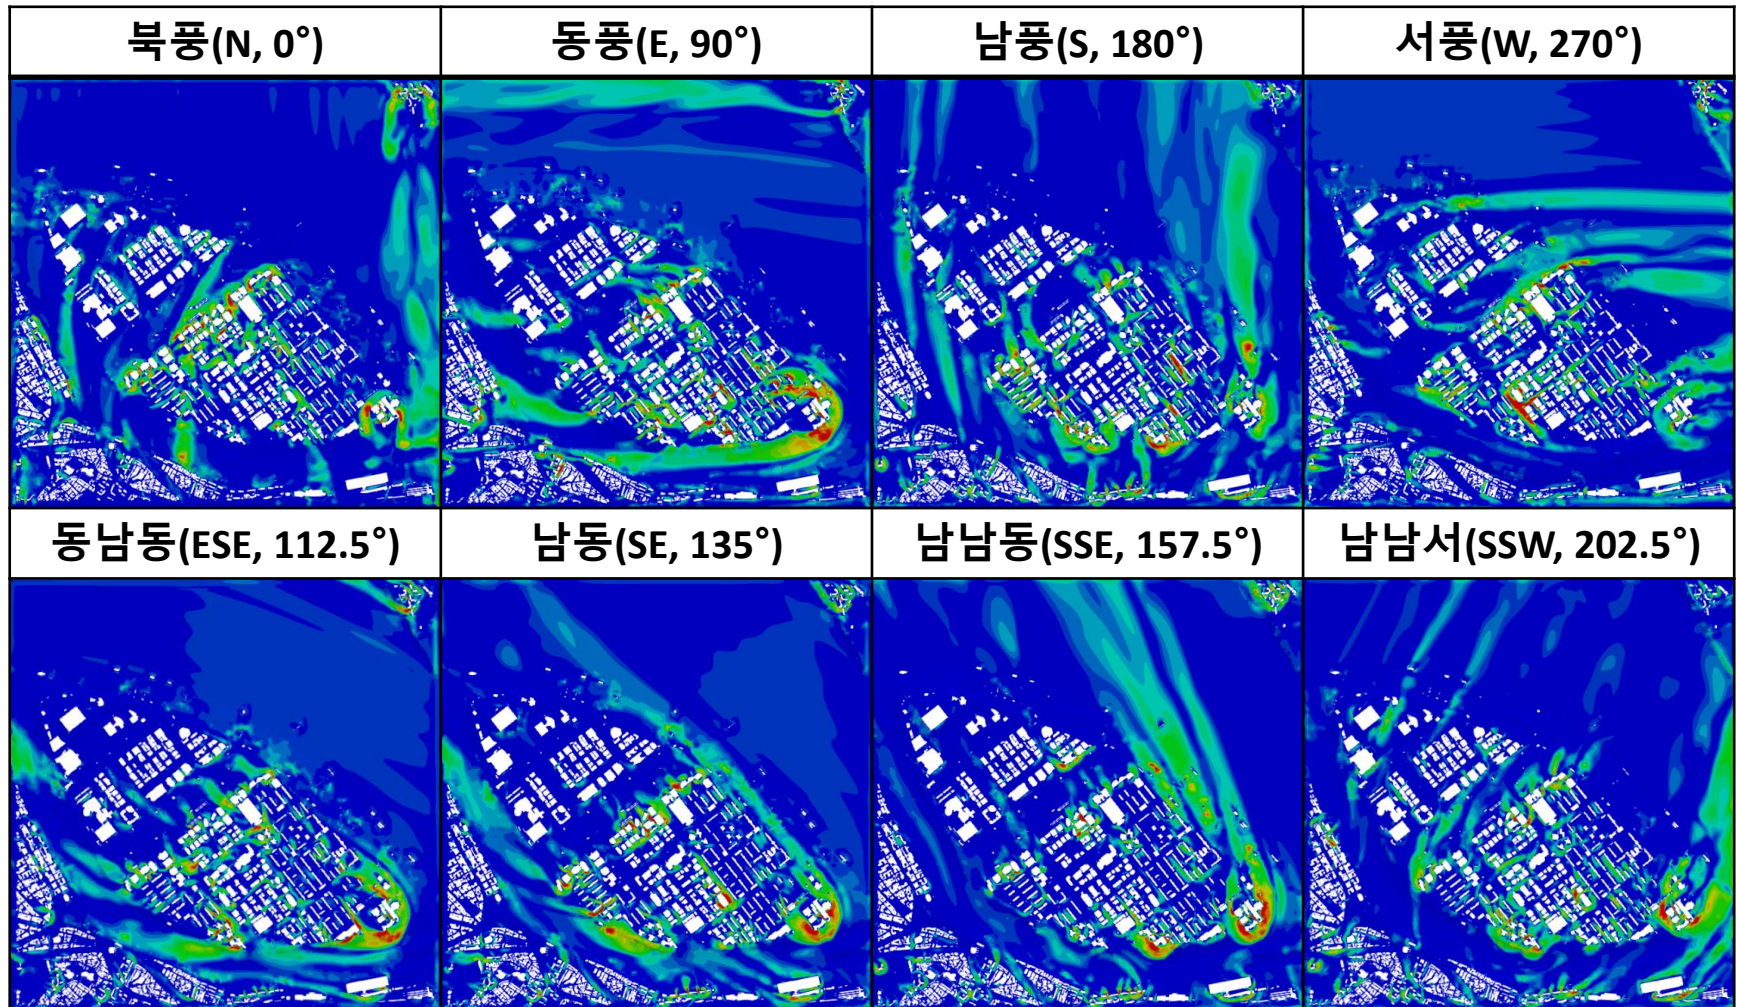 북풍(N, 0°)
동풍(E, 90°)
남풍(S, 180°)
서풍(W, 270°)
동남동(ESE, 112.5°)
남동(SE, 135°)
남남동(SSE, 157.5°)
남남서(SSW, 202.5°)